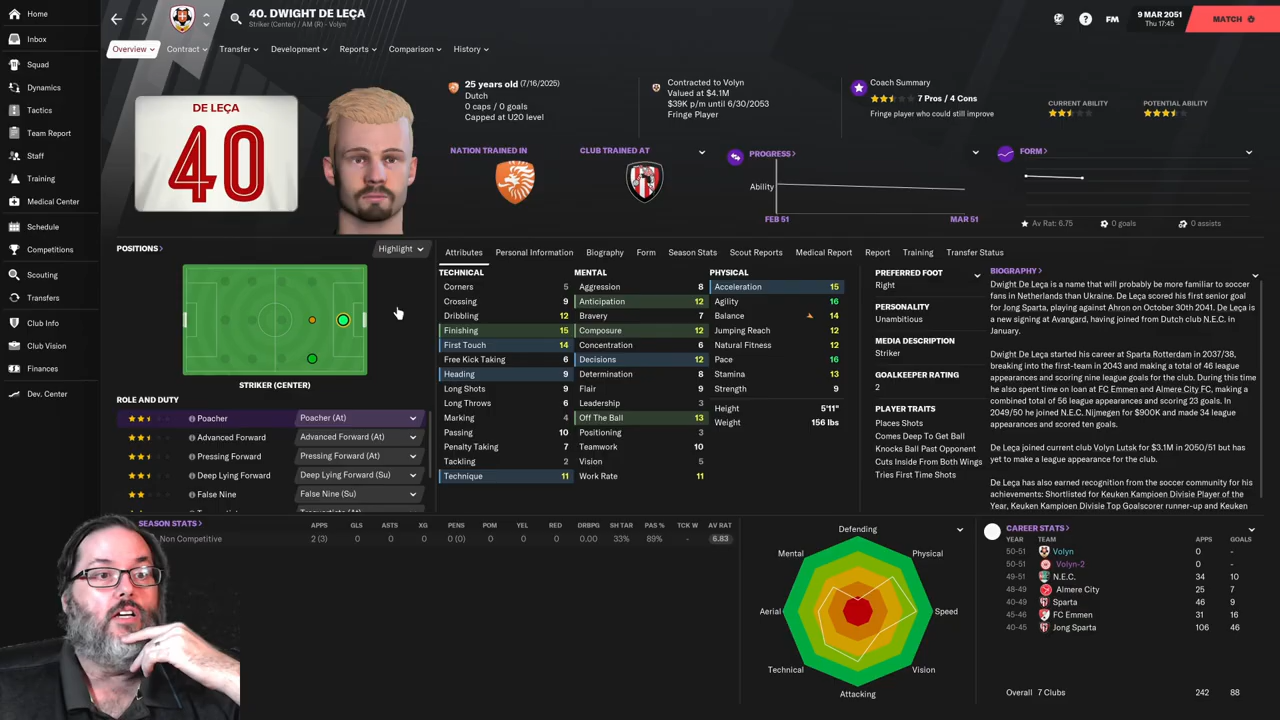 Home
Inbox
Squad
Dynamics
Tactics
Team Report
Staff
Training
Medical Center
Schedule
Competitions
Scouting
Transfers
Club Info
Club Vision
Finances
Dev. Center
40. DWIGHT DE LEÇA
Striker (Center) / AM (R) - Volyn
FM
9 MAR 2051
Thu 17:45
MATCH
Overview
Contract
Transfer
Development
Reports
Comparison
History
DE LEÇA
40
25 years old (7/16/2025)
Dutch
0 caps / 0 goals
Capped at U20 level
Contracted to Volyn
Valued at $4.1M
$39K p/m until 6/30/2053
Fringe Player
Coach Summary
7 Pros / 4 Cons
Fringe player who could still improve
CURRENT ABILITY
POTENTIAL ABILITY
NATION TRAINED IN
CLUB TRAINED AT
PROGRESS
Ability
FEB 51
MAR 51
FORM
Av Rat: 6.75
0 goals
0 assists
POSITIONS
Highlight
STRIKER (CENTER)
ROLE AND DUTY
Poacher
Poacher (At)
Advanced Forward
Advanced Forward (At)
Pressing Forward
Pressing Forward (At)
Deep Lying Forward
Deep Lying Forward (Su)
False Nine
False Nine (Su)
Attributes
Personal Information
Biography
Form
Season Stats
Scout Reports
Medical Report
Report
Training
Transfer Status
TECHNICAL
Corners 5
Crossing 9
Dribbling 12
Finishing 15
First Touch 14
Free Kick Taking 6
Heading 9
Long Shots 9
Long Throws 6
Marking 4
Passing 10
Penalty Taking 7
Tackling 2
Technique 11
MENTAL
Aggression 8
Anticipation 12
Bravery 7
Composure 12
Concentration 6
Decisions 12
Determination 8
Flair 9
Leadership 3
Off The Ball 13
Positioning 3
Teamwork 10
Vision 5
Work Rate 11
PHYSICAL
Acceleration 15
Agility 16
Balance 14
Jumping Reach 12
Natural Fitness 12
Pace 16
Stamina 13
Strength 9
Height 5'11"
Weight 156 lbs
PREFERRED FOOT
Right
PERSONALITY
Unambitious
MEDIA DESCRIPTION
Striker
GOALKEEPER RATING
2
PLAYER TRAITS
Places Shots
Comes Deep To Get Ball
Knocks Ball Past Opponent
Cuts Inside From Both Wings
Tries First Time Shots
BIOGRAPHY
Dwight De Leça is a name that will probably be more familiar to soccer
fans in Netherlands than Ukraine. De Leça scored his first senior goal
for Jong Sparta, playing against Ahron on October 30th 2041. De Leça is
a new signing at Avangard, having joined from Dutch club N.E.C. in
January.
Dwight De Leça started his career at Sparta Rotterdam in 2037/38,
breaking into the first-team in 2043 and making a total of 46 league
appearances and scoring nine league goals for the club. During this time
he also spent time on loan at FC Emmen and Almere City FC, making a
combined total of 56 league appearances and scoring 23 goals. In
2049/50 he joined N.E.C. Nijmegen for $900K and made 34 league
appearances and scored ten goals.
De Leça joined current club Volyn Lutsk for $3.1M in 2050/51 but has
yet to make a league appearance for the club.
De Leça has also earned recognition from the soccer community for his
achievements: Shortlisted for Keuken Kampioen Divisie Player of the
Year, Keuken Kampioen Divisie Top Goalscorer runner-up and Keuken
SEASON STATS
APPS GLS ASTS XG PENS POM YEL RED DRBPG SH TAR PAS % TCK W AV RAT
Non Competitive 2 (3) 0 0 0 0 (0) 0 0 0 0.00 33% 89% - 6.83
Defending
Physical
Speed
Vision
Attacking
Technical
Aerial
Mental
CAREER STATS
YEAR TEAM APPS GOALS
50-51 Volyn 0 -
50-51 Volyn-2 0 -
49-51 N.E.C. 34 10
48-49 Almere City 25 7
40-49 Sparta 46 9
45-46 FC Emmen 31 16
40-45 Jong Sparta 106 46
Overall 7 Clubs 242 88